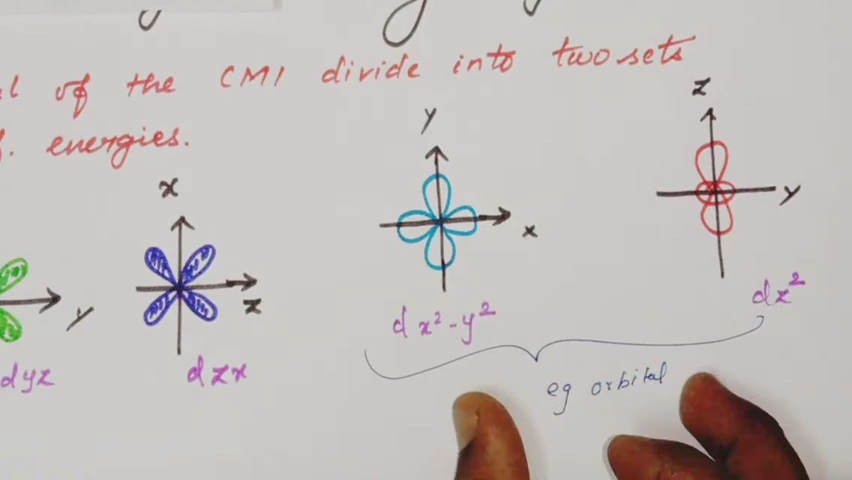 of the CMI divide into two sets
energies.
y
z
x
x
y
y
z
dx²-y²
dz²
dyz
dzx
eg orbital